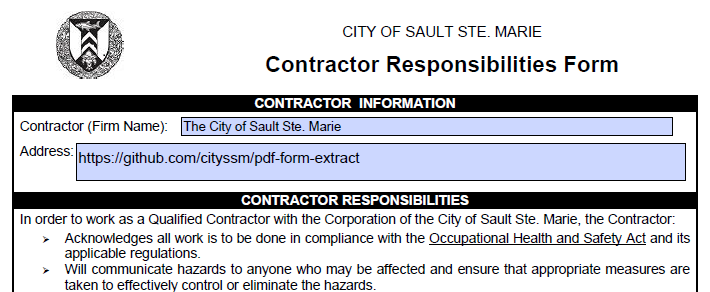 CITY OF SAULT STE. MARIE
Contractor Responsibilities Form
CONTRACTOR INFORMATION
Contractor (Firm Name): The City of Sault Ste. Marie
Address: https://github.com/cityssm/pdf-form-extract
CONTRACTOR RESPONSIBILITIES
In order to work as a Qualified Contractor with the Corporation of the City of Sault Ste. Marie, the Contractor:
➢ Acknowledges all work is to be done in compliance with the Occupational Health and Safety Act and its
applicable regulations.
➢ Will communicate hazards to anyone who may be affected and ensure that appropriate measures are
taken to effectively control or eliminate the hazards.